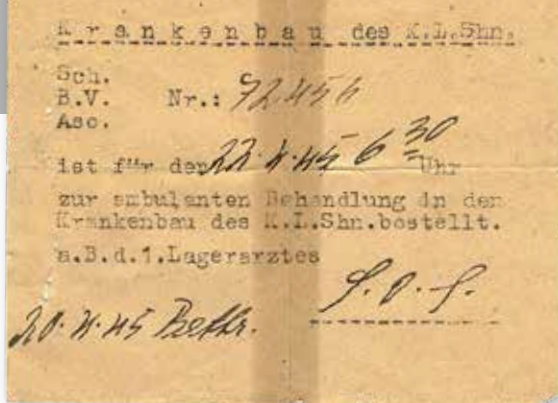 Krankenbau des K.L.Shn.
Sch.
B.V. Nr.: 92456
Aso.
ist für den 22.4.45 6 30 Uhr
zur ambulanten Behandlung in den
Krankenbau des K.L.Shn.bestellt.
a.B.d.1.Lagerarztes
20.4.45